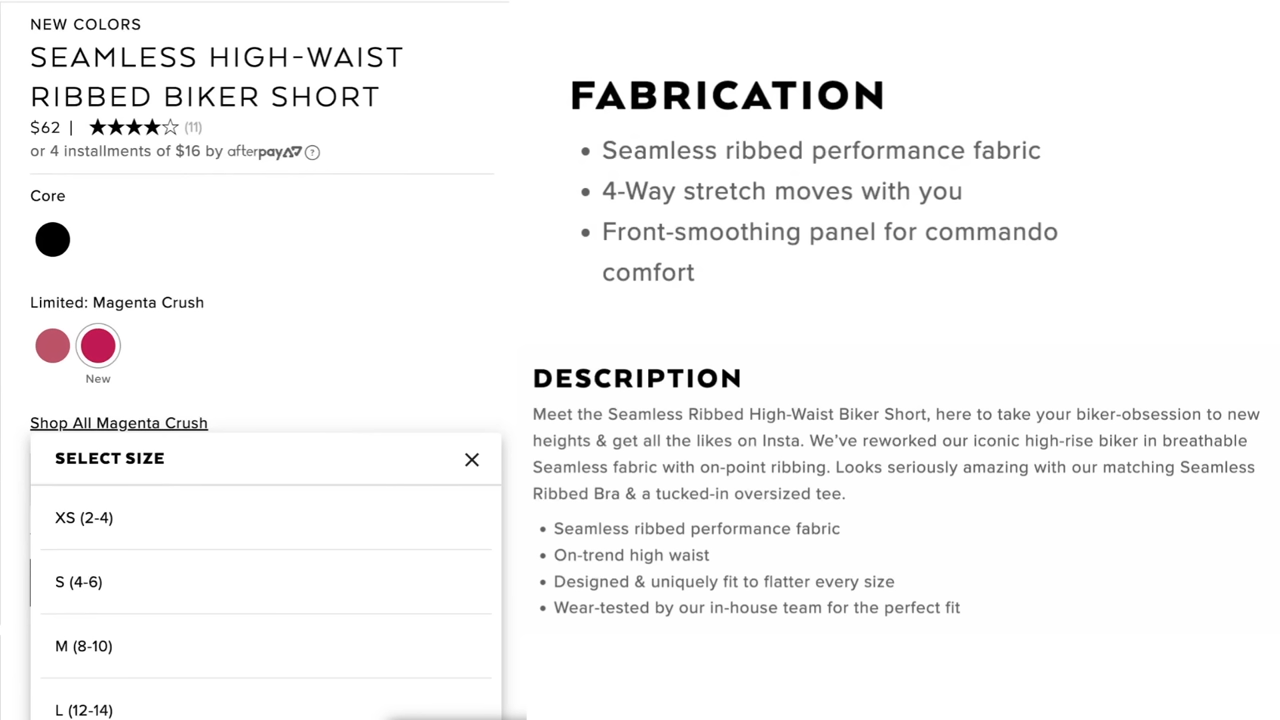 NEW COLORS
SEAMLESS HIGH-WAIST
RIBBED BIKER SHORT
$62 | ★★★★☆ (11)
or 4 installments of $16 by afterpay ?
Core
Limited: Magenta Crush
New
Shop All Magenta Crush
SELECT SIZE ×
XS (2-4)
S (4-6)
M (8-10)
L (12-14)
FABRICATION
• Seamless ribbed performance fabric
• 4-Way stretch moves with you
• Front-smoothing panel for commando
comfort
DESCRIPTION
Meet the Seamless Ribbed High-Waist Biker Short, here to take your biker-obsession to new
heights & get all the likes on Insta. We’ve reworked our iconic high-rise biker in breathable
Seamless fabric with on-point ribbing. Looks seriously amazing with our matching Seamless
Ribbed Bra & a tucked-in oversized tee.
• Seamless ribbed performance fabric
• On-trend high waist
• Designed & uniquely fit to flatter every size
• Wear-tested by our in-house team for the perfect fit